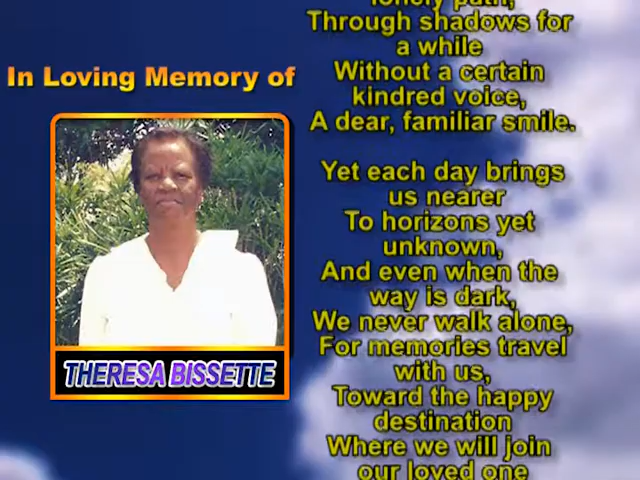 In Loving Memory of
THERESA BISSETTE
lonely path,
Through shadows for
a while
Without a certain
kindred voice,
A dear, familiar smile.
Yet each day brings
us nearer
To horizons yet
unknown,
And even when the
way is dark,
We never walk alone,
For memories travel
with us,
Toward the happy
destination
Where we will join
our loved one